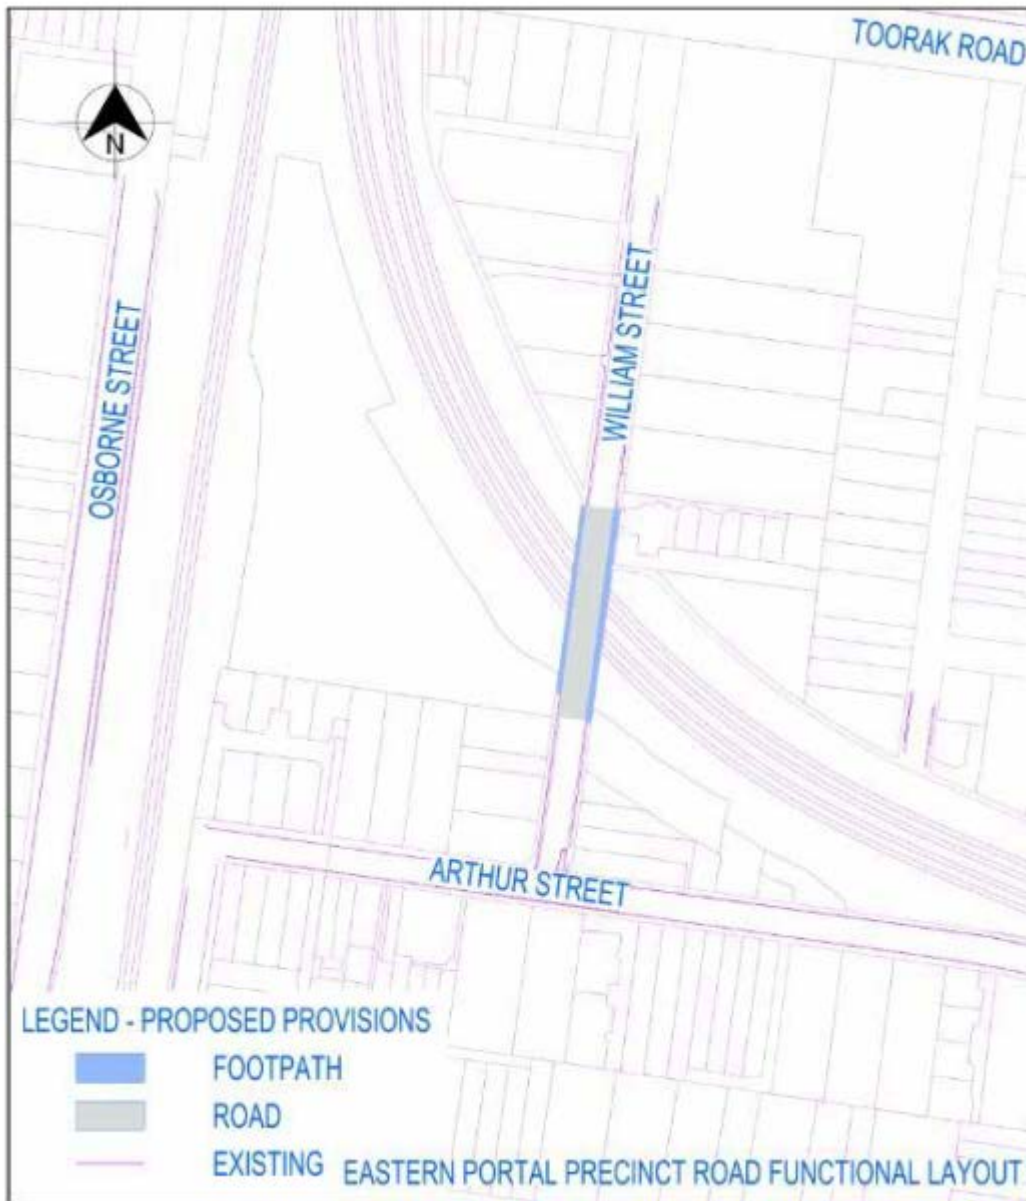 TOORAK ROAD
N
OSBORNE STREET
WILLIAM STREET
ARTHUR STREET
LEGEND - PROPOSED PROVISIONS
FOOTPATH
ROAD
EXISTING
EASTERN PORTAL PRECINCT ROAD FUNCTIONAL LAYOUT